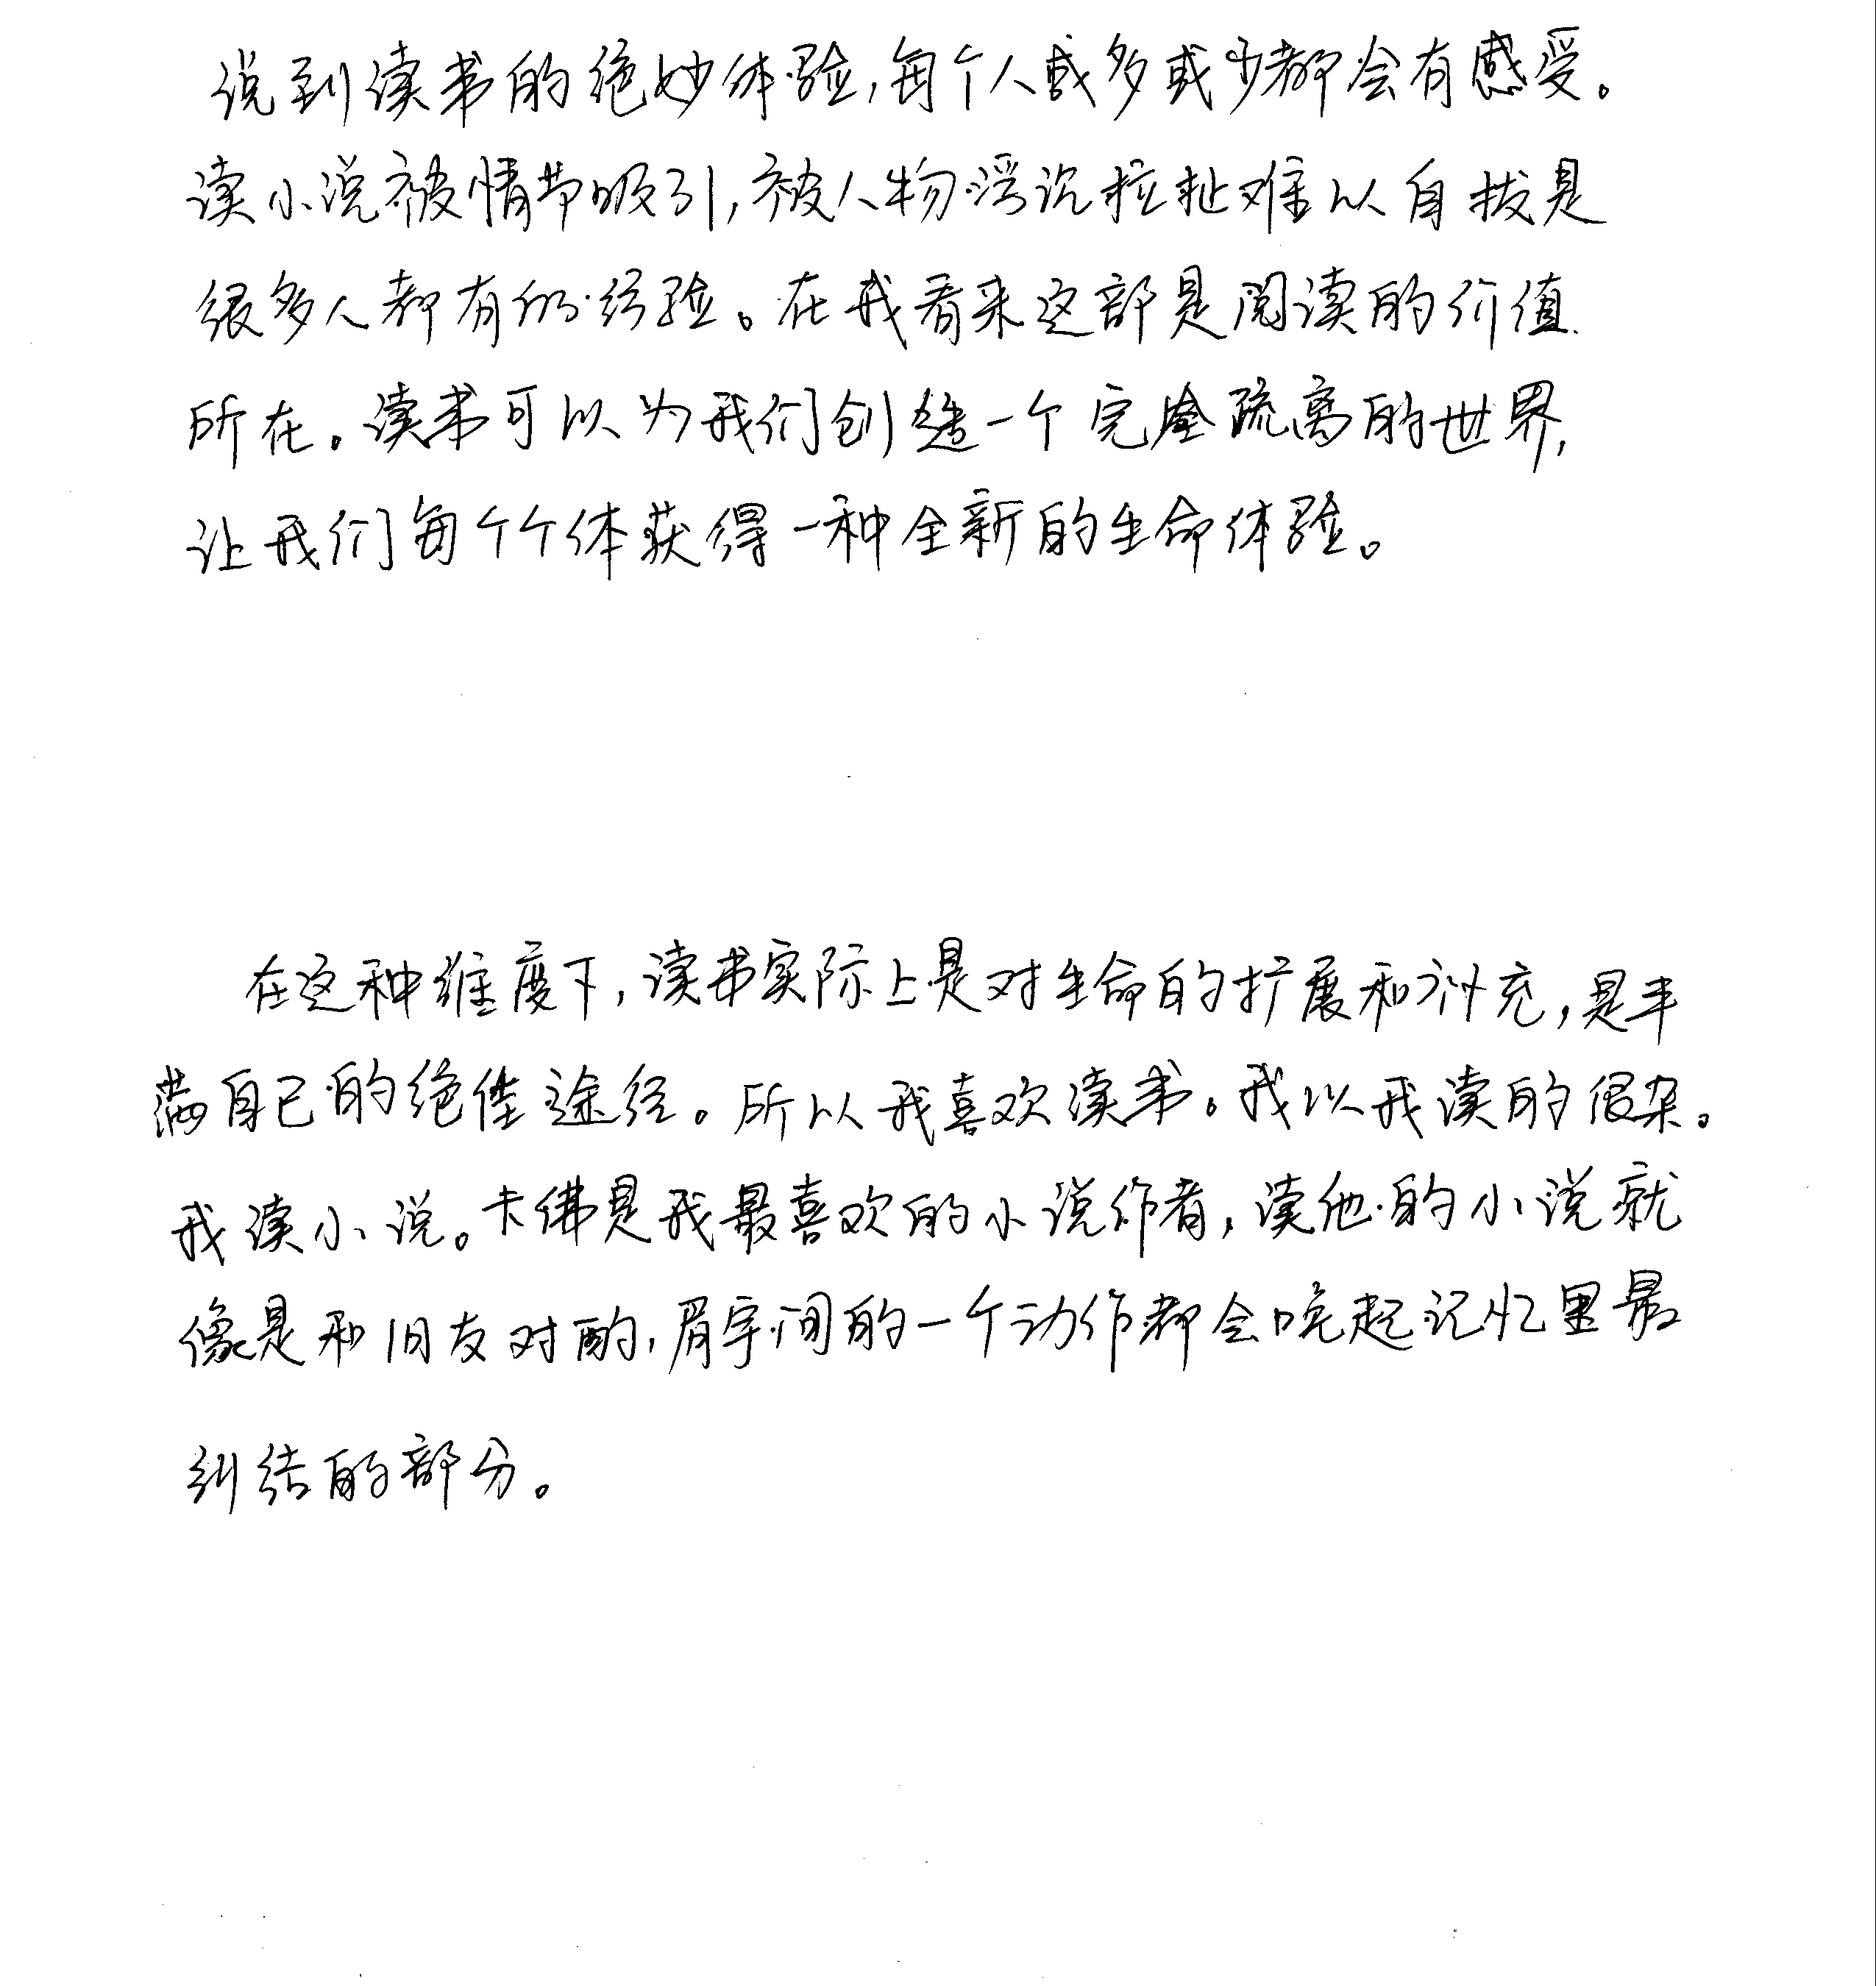 说到读书的绝妙体验,每个人或多或少都会有感受。
读小说被情节吸引,被人物浮沉拉扯难以自拔是
很多人都有的经验。在我看来这部是阅读的价值
所在。读书可以为我们创造一个完全疏离的世界,
让我们每个个体获得一种全新的生命体验。
在这种维度下,读书实际上是对生命的扩展和补充,是丰
满自己的绝佳途径。所以我喜欢读书。我以我读的很杂。
我读小说。卡佛是我最喜欢的小说作者,读他的小说就
像是和旧友对酌,眉宇间的一个动作都会唤起记忆里最
纠结的部分。